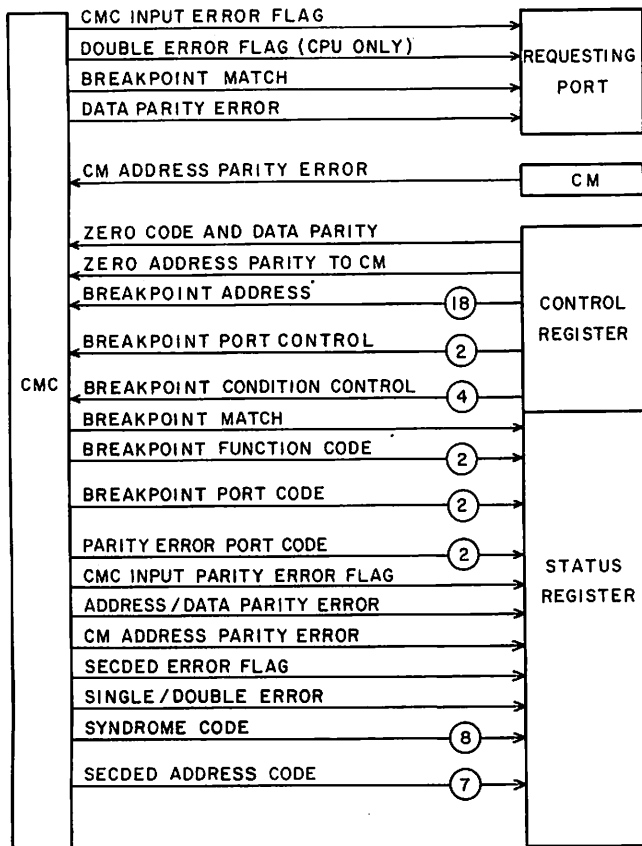 CMC INPUT ERROR FLAG
DOUBLE ERROR FLAG (CPU ONLY)
BREAKPOINT MATCH
DATA PARITY ERROR
REQUESTING
PORT
CM ADDRESS PARITY ERROR
CM
ZERO CODE AND DATA PARITY
ZERO ADDRESS PARITY TO CM
BREAKPOINT ADDRESS
18
BREAKPOINT PORT CONTROL
2
BREAKPOINT CONDITION CONTROL
4
CONTROL
REGISTER
CMC
BREAKPOINT MATCH
BREAKPOINT FUNCTION CODE
2
BREAKPOINT PORT CODE
2
PARITY ERROR PORT CODE
2
CMC INPUT PARITY ERROR FLAG
ADDRESS/DATA PARITY ERROR
CM ADDRESS PARITY ERROR
SECDED ERROR FLAG
SINGLE/DOUBLE ERROR
SYNDROME CODE
8
SECDED ADDRESS CODE
7
STATUS
REGISTER